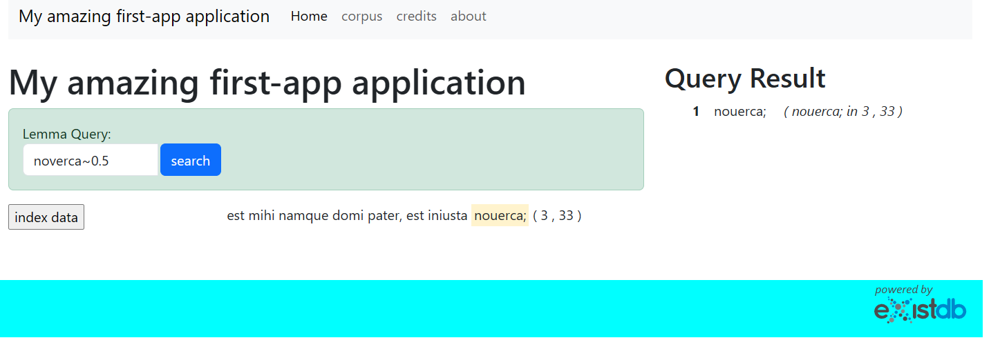 My amazing first-app application Home corpus credits about
My amazing first-app application
Lemma Query:
noverca~0.5 search
index data est mihi namque domi pater, est iniusta nouerca; ( 3 , 33 )
Query Result
1 nouerca; ( nouerca; in 3 , 33 )
powered by
eXistdb